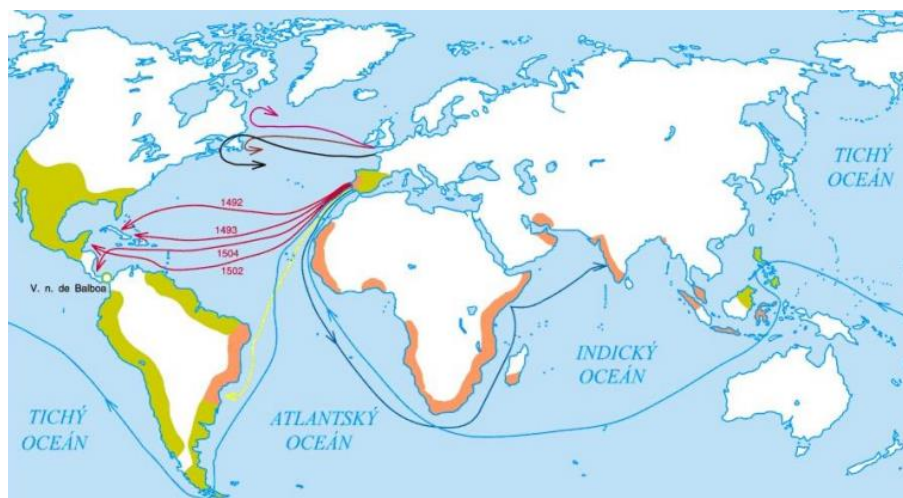 TICHÝ
OCEÁN
1492
1493
1504
1502
V. n. de Balboa
INDICKÝ
OCEÁN
ATLANTSKÝ
OCEÁN
TICHÝ
OCEÁN